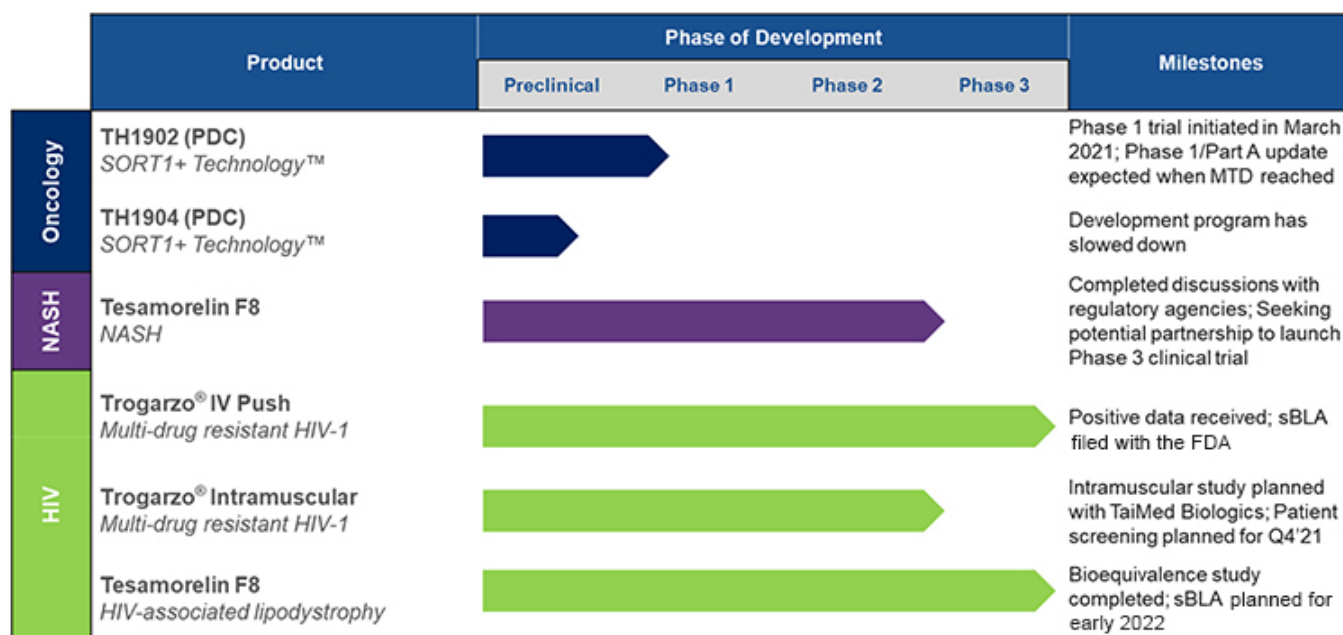 Product
Phase of Development
Milestones
Preclinical
Phase 1
Phase 2
Phase 3
Oncology
TH1902 (PDC)
SORT1+ Technology™
Phase 1 trial initiated in March
2021; Phase 1/Part A update
expected when MTD reached
TH1904 (PDC)
SORT1+ Technology™
Development program has
slowed down
NASH
Tesamorelin F8
NASH
Completed discussions with
regulatory agencies; Seeking
potential partnership to launch
Phase 3 clinical trial
HIV
Trogarzo® IV Push
Multi-drug resistant HIV-1
Positive data received; sBLA
filed with the FDA
Trogarzo® Intramuscular
Multi-drug resistant HIV-1
Intramuscular study planned
with TaiMed Biologics; Patient
screening planned for Q4'21
Tesamorelin F8
HIV-associated lipodystrophy
Bioequivalence study
completed; sBLA planned for
early 2022